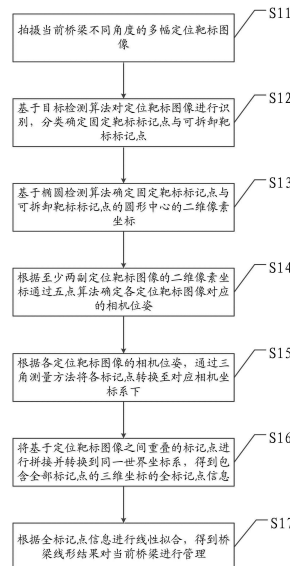 S11
拍摄当前桥梁不同角度的多幅定位靶标图
像
S12
基于目标检测算法对定位靶标图像进行识
别，分类确定固定靶标标记点与可拆卸靶
标标记点
S13
基于椭圆检测算法确定固定靶标标记点与
可拆卸靶标标记点的圆形中心的二维像素
坐标
S14
根据至少两副定位靶标图像的二维像素坐
标通过五点算法确定各定位靶标图像对应
的相机位姿
S15
根据各定位靶标图像的相机位姿，通过三
角测量方法将各标记点转换至对应相机坐
标系下
S16
将基于定位靶标图像之间重叠的标记点进
行拼接并转换到同一世界坐标系，得到包
含全部标记点的三维坐标的全标记点信息
S17
根据全标记点信息进行线性拟合，得到桥
梁线形结果对当前桥梁进行管理